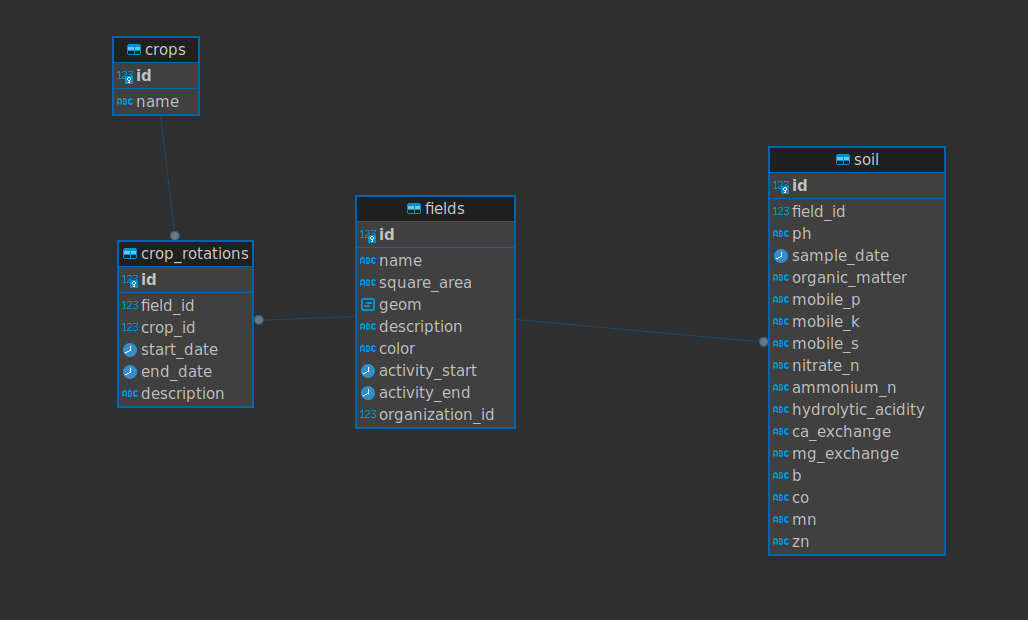 crops
123 id
ABC name
crop_rotations
123 id
123 field_id
123 crop_id
start_date
end_date
ABC description
fields
123 id
ABC name
ABC square_area
geom
ABC description
ABC color
activity_start
activity_end
123 organization_id
soil
123 id
123 field_id
ABC ph
sample_date
ABC organic_matter
ABC mobile_p
ABC mobile_k
ABC mobile_s
ABC nitrate_n
ABC ammonium_n
ABC hydrolytic_acidity
ABC ca_exchange
ABC mg_exchange
ABC b
ABC co
ABC mn
ABC zn